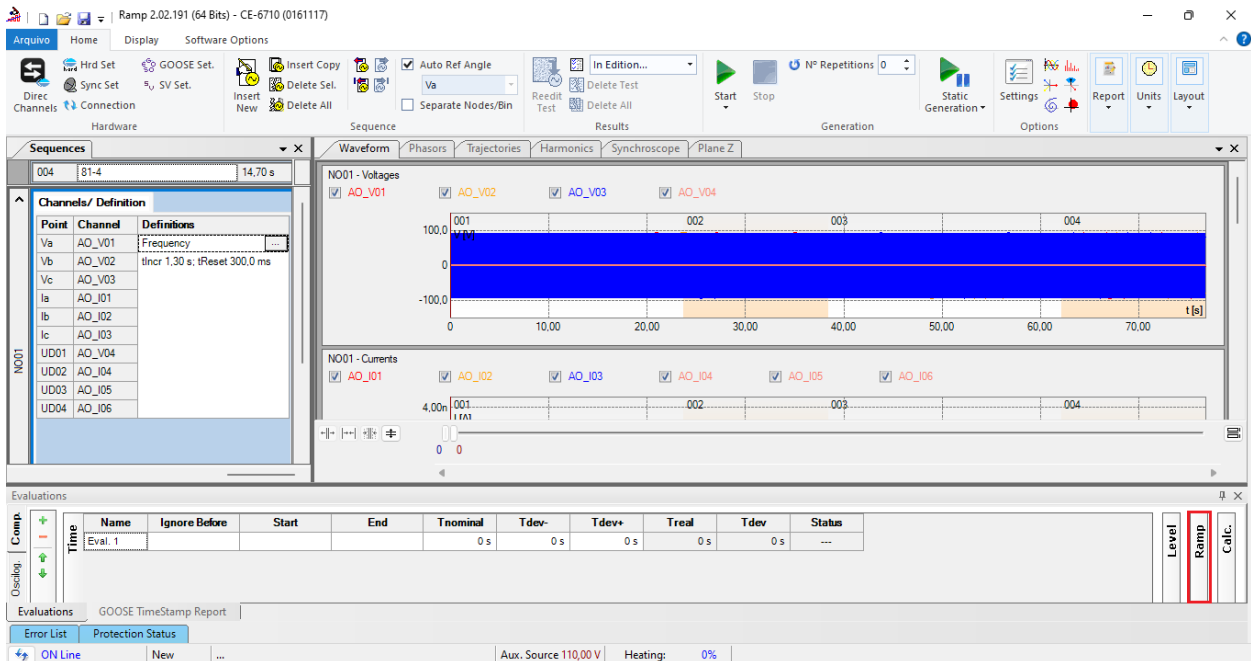 Ramp 2.02.191 (64 Bits) - CE-6710 (0161117)
Arquivo Home Display Software Options
Direc Channels
Hrd Set
Sync Set
Connection
GOOSE Set.
SV Set.
Hardware
Insert New
Insert Copy
Delete Sel.
Delete All
Auto Ref Angle
Va
Separate Nodes/Bin
Sequence
Reedit Test
In Edition...
Delete Test
Delete All
Results
Start
Stop
Nº Repetitions 0
Static Generation
Generation
Settings
Options
Report
Units
Layout
Sequences
004 81-4 14,70 s
NO01
Channels/ Definition
Point Channel Definitions
Va AO_V01 Frequency ...
Vb AO_V02 tIncr 1,30 s; tReset 300,0 ms
Vc AO_V03
Ia AO_I01
Ib AO_I02
Ic AO_I03
UD01 AO_V04
UD02 AO_I04
UD03 AO_I05
UD04 AO_I06
Waveform Phasors Trajectories Harmonics Synchroscope Plane Z
NO01 - Voltages
AO_V01 AO_V02 AO_V03 AO_V04
001 002 003 004
100,0
0
-100,0
t [s]
0 10,00 20,00 30,00 40,00 50,00 60,00 70,00
NO01 - Currents
AO_I01 AO_I02 AO_I03 AO_I04 AO_I05 AO_I06
4,00n 001 002 003 004
0 0
Evaluations
Comp.
Oscilog.
Time
Name Ignore Before Start End Tnominal Tdev- Tdev+ Treal Tdev Status
Eval. 1 0 s 0 s 0 s 0 s 0 s ---
Level
Ramp
Calc.
Evaluations GOOSE TimeStamp Report
Error List Protection Status
ON Line New ... Aux. Source 110,00 V Heating: 0%